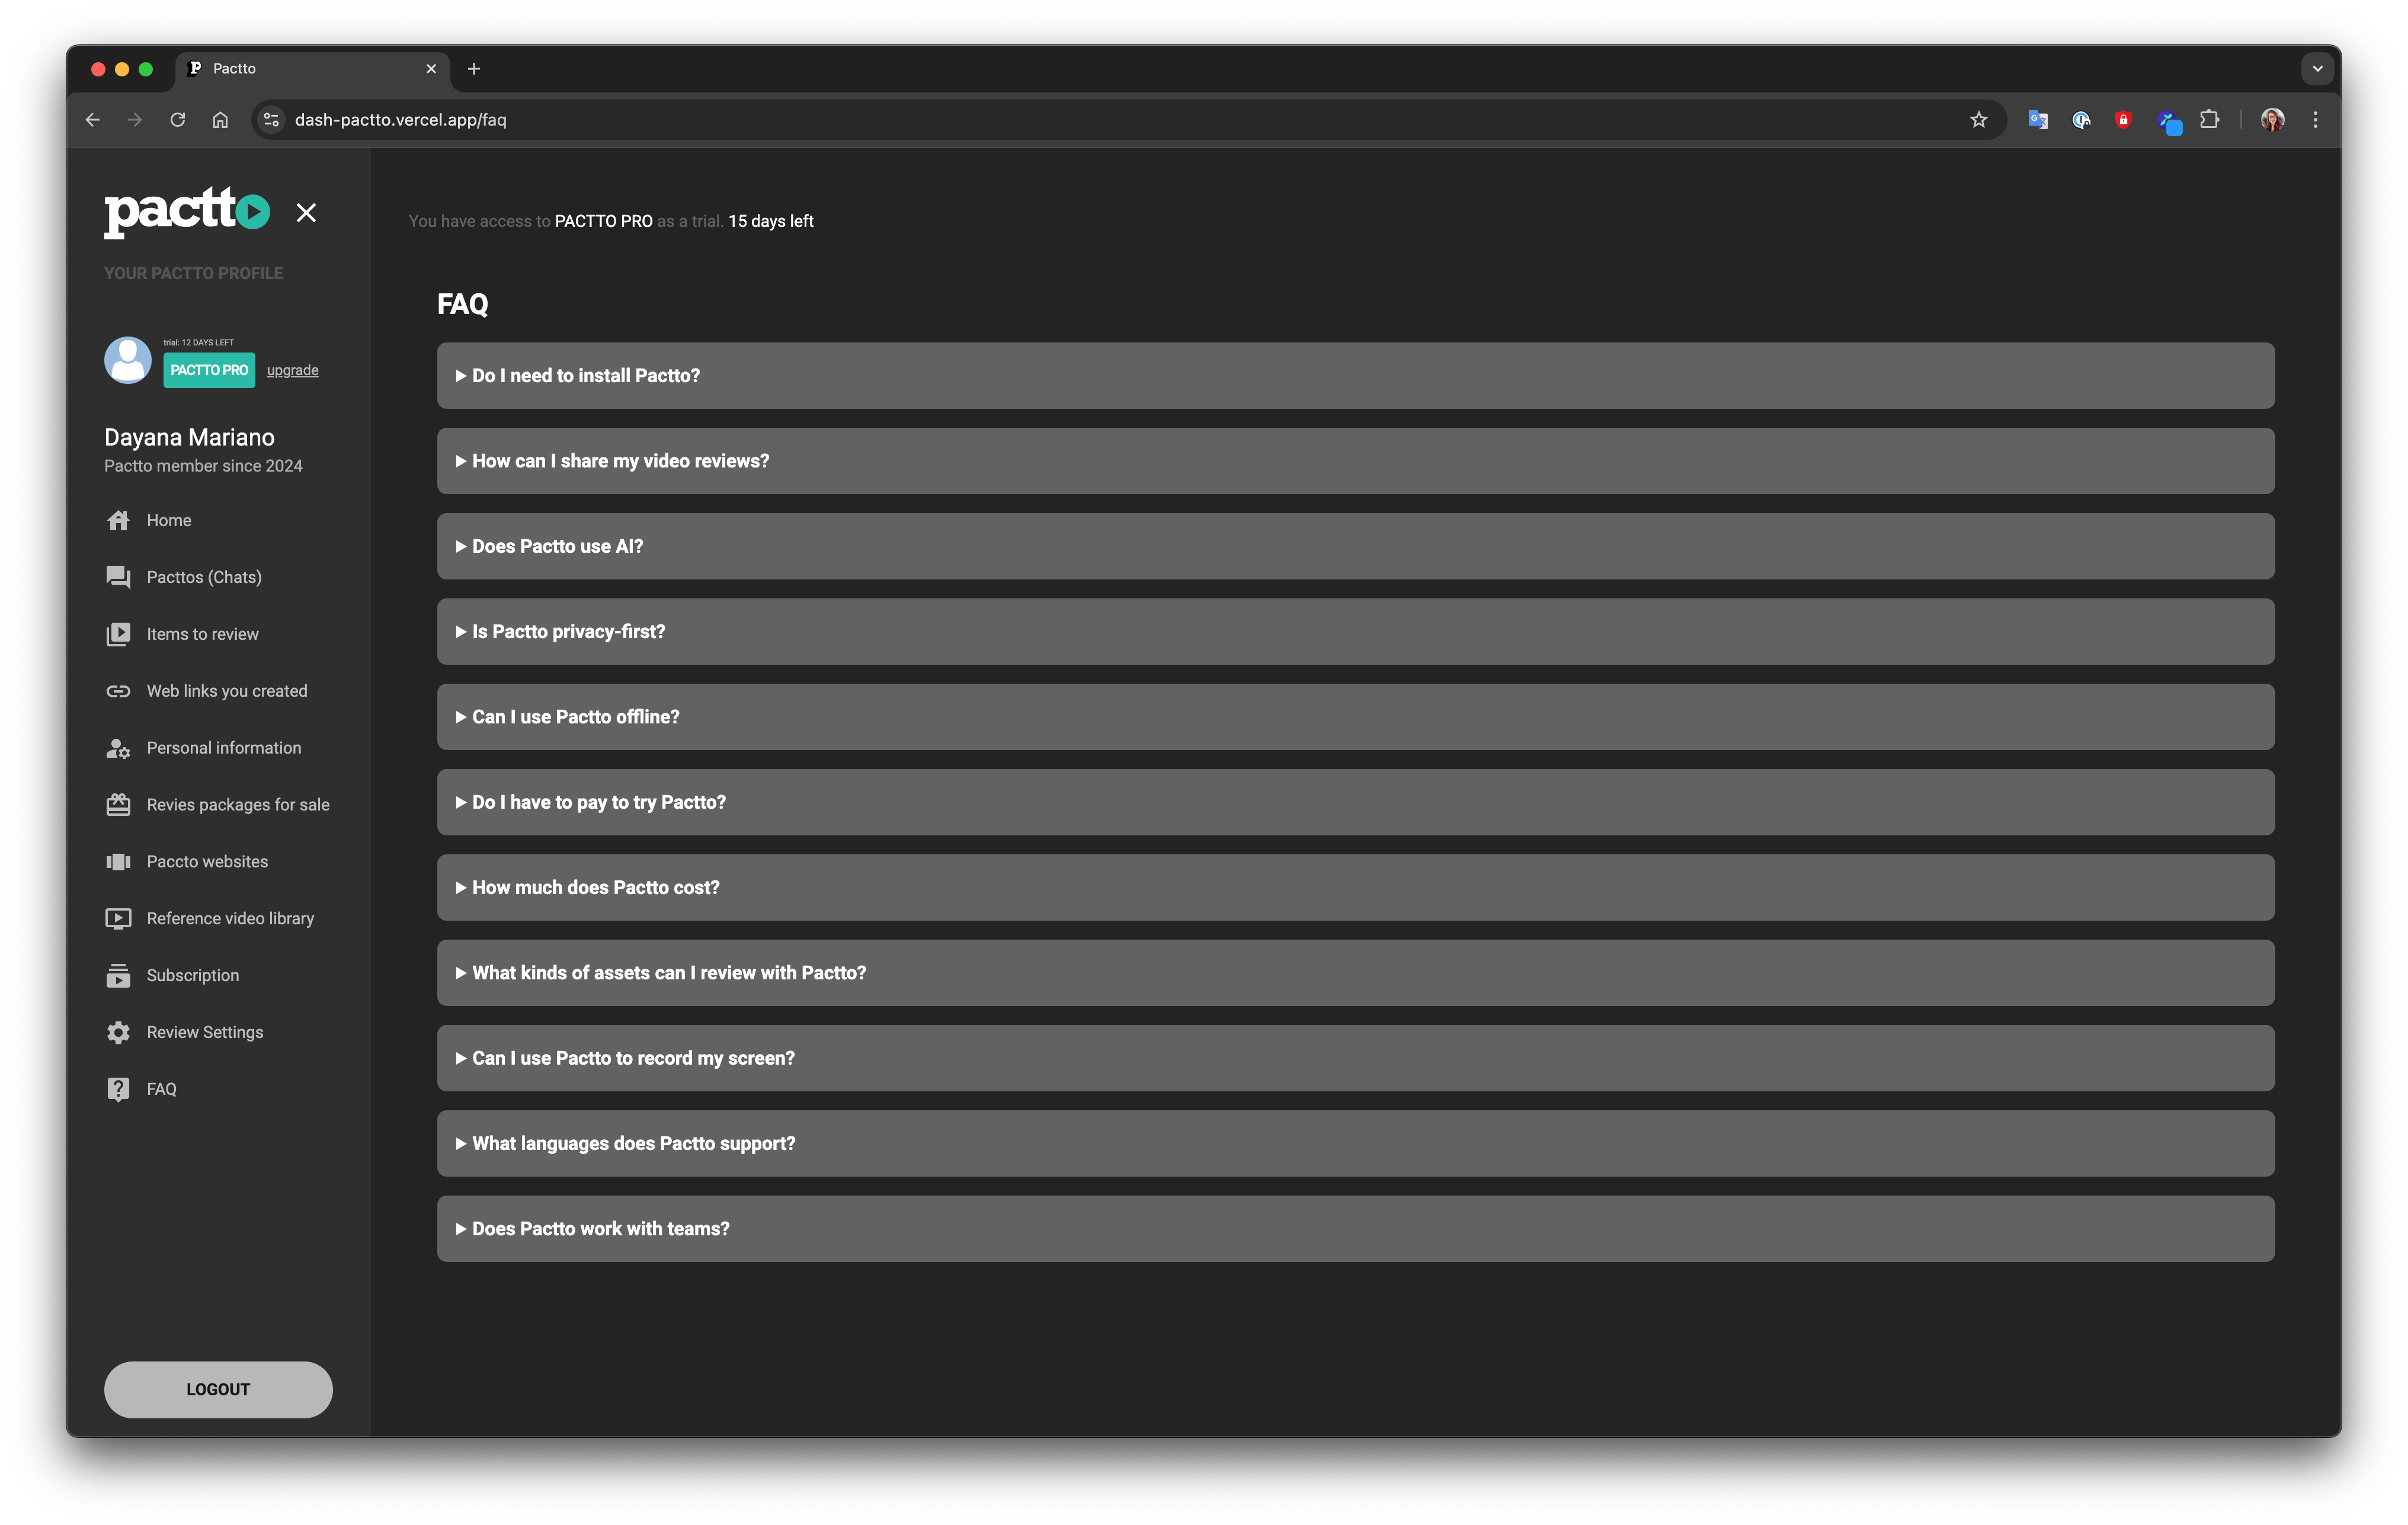 Pactto
dash-pactto.vercel.app/faq
pactto
YOUR PACTTO PROFILE
trial: 12 DAYS LEFT
PACTTO PRO upgrade
Dayana Mariano
Pactto member since 2024
Home
Pacttos (Chats)
Items to review
Web links you created
Personal information
Revies packages for sale
Paccto websites
Reference video library
Subscription
Review Settings
FAQ
LOGOUT
You have access to PACTTO PRO as a trial. 15 days left
FAQ
Do I need to install Pactto?
How can I share my video reviews?
Does Pactto use AI?
Is Pactto privacy-first?
Can I use Pactto offline?
Do I have to pay to try Pactto?
How much does Pactto cost?
What kinds of assets can I review with Pactto?
Can I use Pactto to record my screen?
What languages does Pactto support?
Does Pactto work with teams?